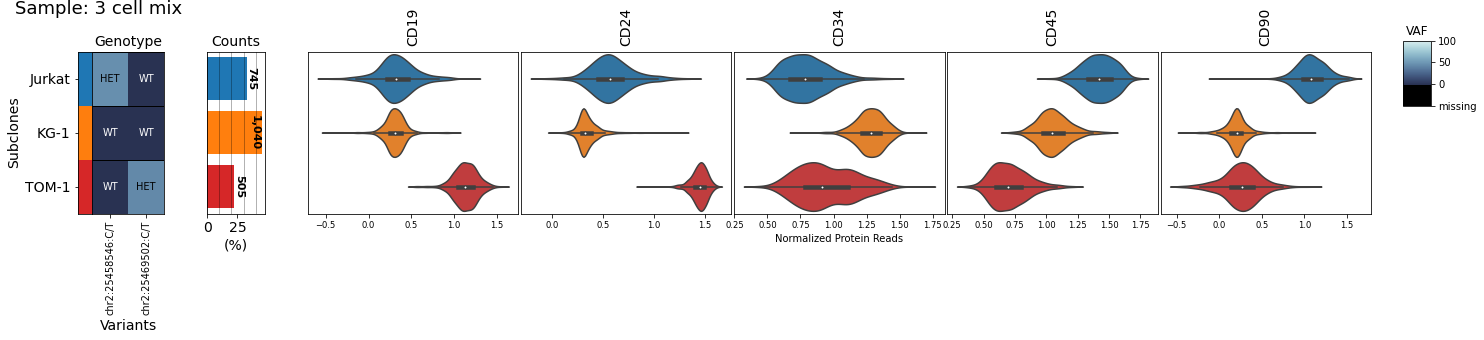 Sample: 3 cell mix
Genotype
Counts
CD19
CD24
CD34
CD45
CD90
VAF
Subclones
Jurkat
KG-1
TOM-1
HET
WT
WT
WT
WT
HET
745
1,040
505
0 25
(%)
chr2:25458546:C/T
chr2:25469502:C/T
Variants
−0.5 0.0 0.5 1.0 1.5
0.0 0.5 1.0 1.5
0.25 0.50 0.75 1.00 1.25 1.50 1.75
0.25 0.50 0.75 1.00 1.25 1.50 1.75
−0.5 0.0 0.5 1.0 1.5
Normalized Protein Reads
100
50
0
missing